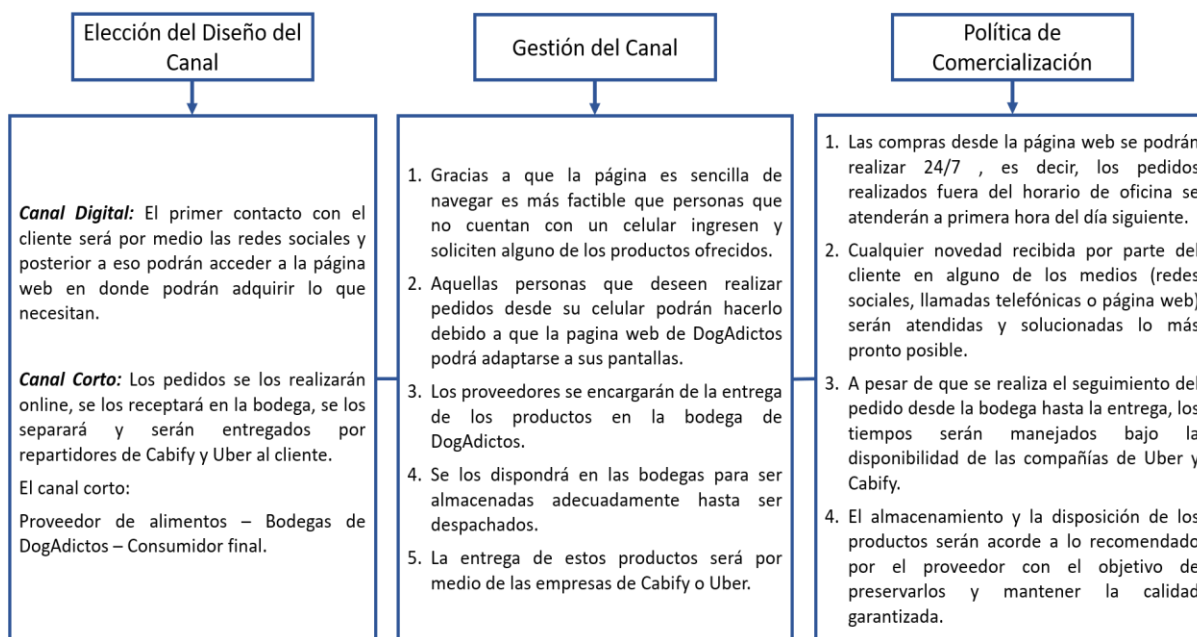 Elección del Diseño del
Canal
Canal Digital: El primer contacto con el
cliente será por medio las redes sociales y
posterior a eso podrán acceder a la página
web en donde podrán adquirir lo que
necesitan.
Canal Corto: Los pedidos se los realizarán
online, se los receptará en la bodega, se los
separará y serán entregados por
repartidores de Cabify y Uber al cliente.
El canal corto:
Proveedor de alimentos – Bodegas de
DogAdictos – Consumidor final.
Gestión del Canal
1. Gracias a que la página es sencilla de
navegar es más factible que personas que
no cuentan con un celular ingresen y
soliciten alguno de los productos ofrecidos.
2. Aquellas personas que deseen realizar
pedidos desde su celular podrán hacerlo
debido a que la pagina web de DogAdictos
podrá adaptarse a sus pantallas.
3. Los proveedores se encargarán de la entrega
de los productos en la bodega de
DogAdictos.
4. Se los dispondrá en las bodegas para ser
almacenadas adecuadamente hasta ser
despachados.
5. La entrega de estos productos será por
medio de las empresas de Cabify o Uber.
Política de
Comercialización
1. Las compras desde la página web se podrán
realizar 24/7 , es decir, los pedidos
realizados fuera del horario de oficina se
atenderán a primera hora del día siguiente.
2. Cualquier novedad recibida por parte del
cliente en alguno de los medios (redes
sociales, llamadas telefónicas o página web)
serán atendidas y solucionadas lo más
pronto posible.
3. A pesar de que se realiza el seguimiento del
pedido desde la bodega hasta la entrega, los
tiempos serán manejados bajo la
disponibilidad de las compañías de Uber y
Cabify.
4. El almacenamiento y la disposición de los
productos serán acorde a lo recomendado
por el proveedor con el objetivo de
preservarlos y mantener la calidad
garantizada.